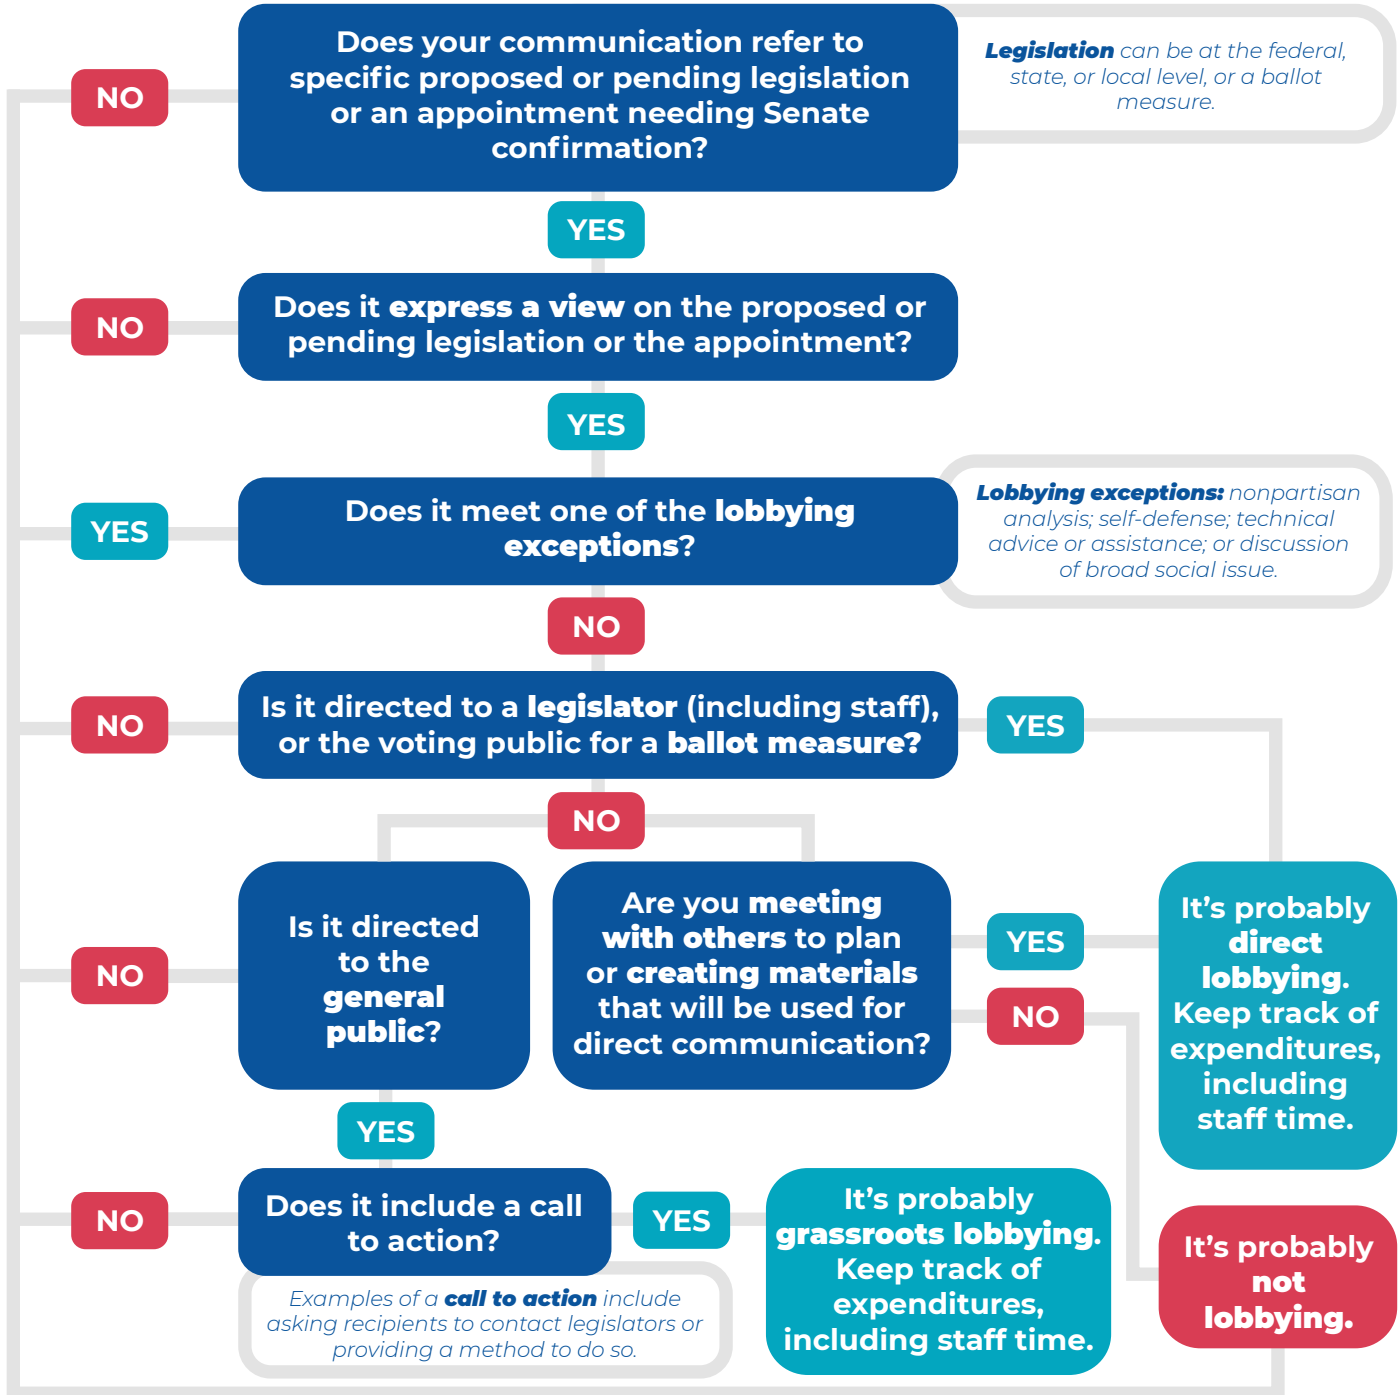 Does your communication refer to
specific proposed or pending legislation
or an appointment needing Senate
confirmation?
Legislation can be at the federal,
state, or local level, or a ballot
measure.
NO
YES
Does it express a view on the proposed or
pending legislation or the appointment?
NO
YES
Does it meet one of the lobbying
exceptions?
Lobbying exceptions: nonpartisan
analysis; self-defense; technical
advice or assistance; or discussion
of broad social issue.
YES
NO
Is it directed to a legislator (including staff),
or the voting public for a ballot measure?
NO
YES
NO
Is it directed
to the
general
public?
NO
Are you meeting
with others to plan
or creating materials
that will be used for
direct communication?
YES
NO
It's probably
direct
lobbying.
Keep track of
expenditures,
including
staff time.
YES
Does it include a call
to action?
NO
YES
Examples of a call to action include
asking recipients to contact legislators or
providing a method to do so.
It's probably
grassroots lobbying.
Keep track of
expenditures,
including staff time.
It's probably
not
lobbying.